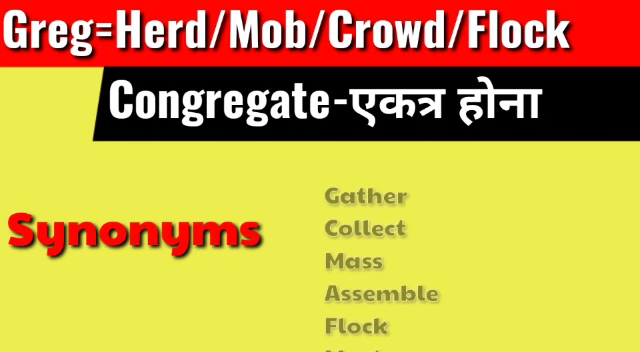 Greg=Herd/Mob/Crowd/Flock
Congregate-एकत्र होना
Synonyms
Gather
Collect
Mass
Assemble
Flock